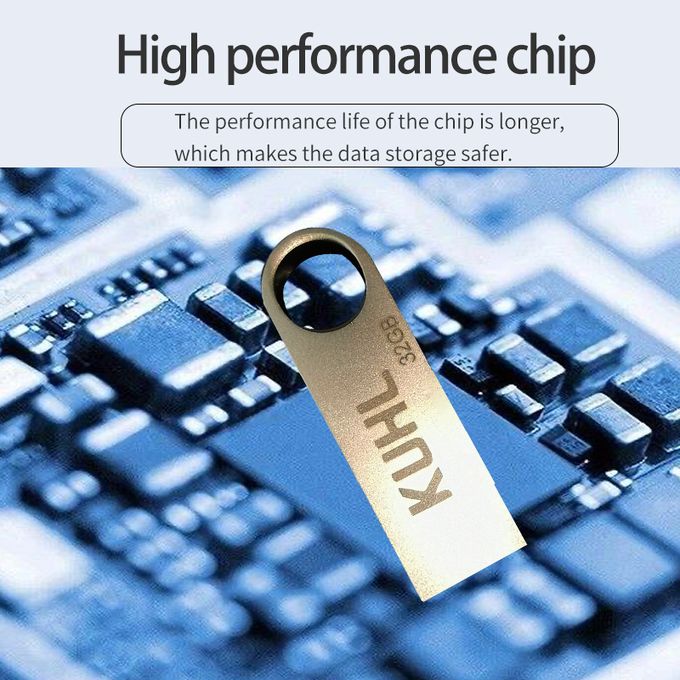 High performance chip
The performance life of the chip is longer,
which makes the data storage safer.
32GB
KUHL